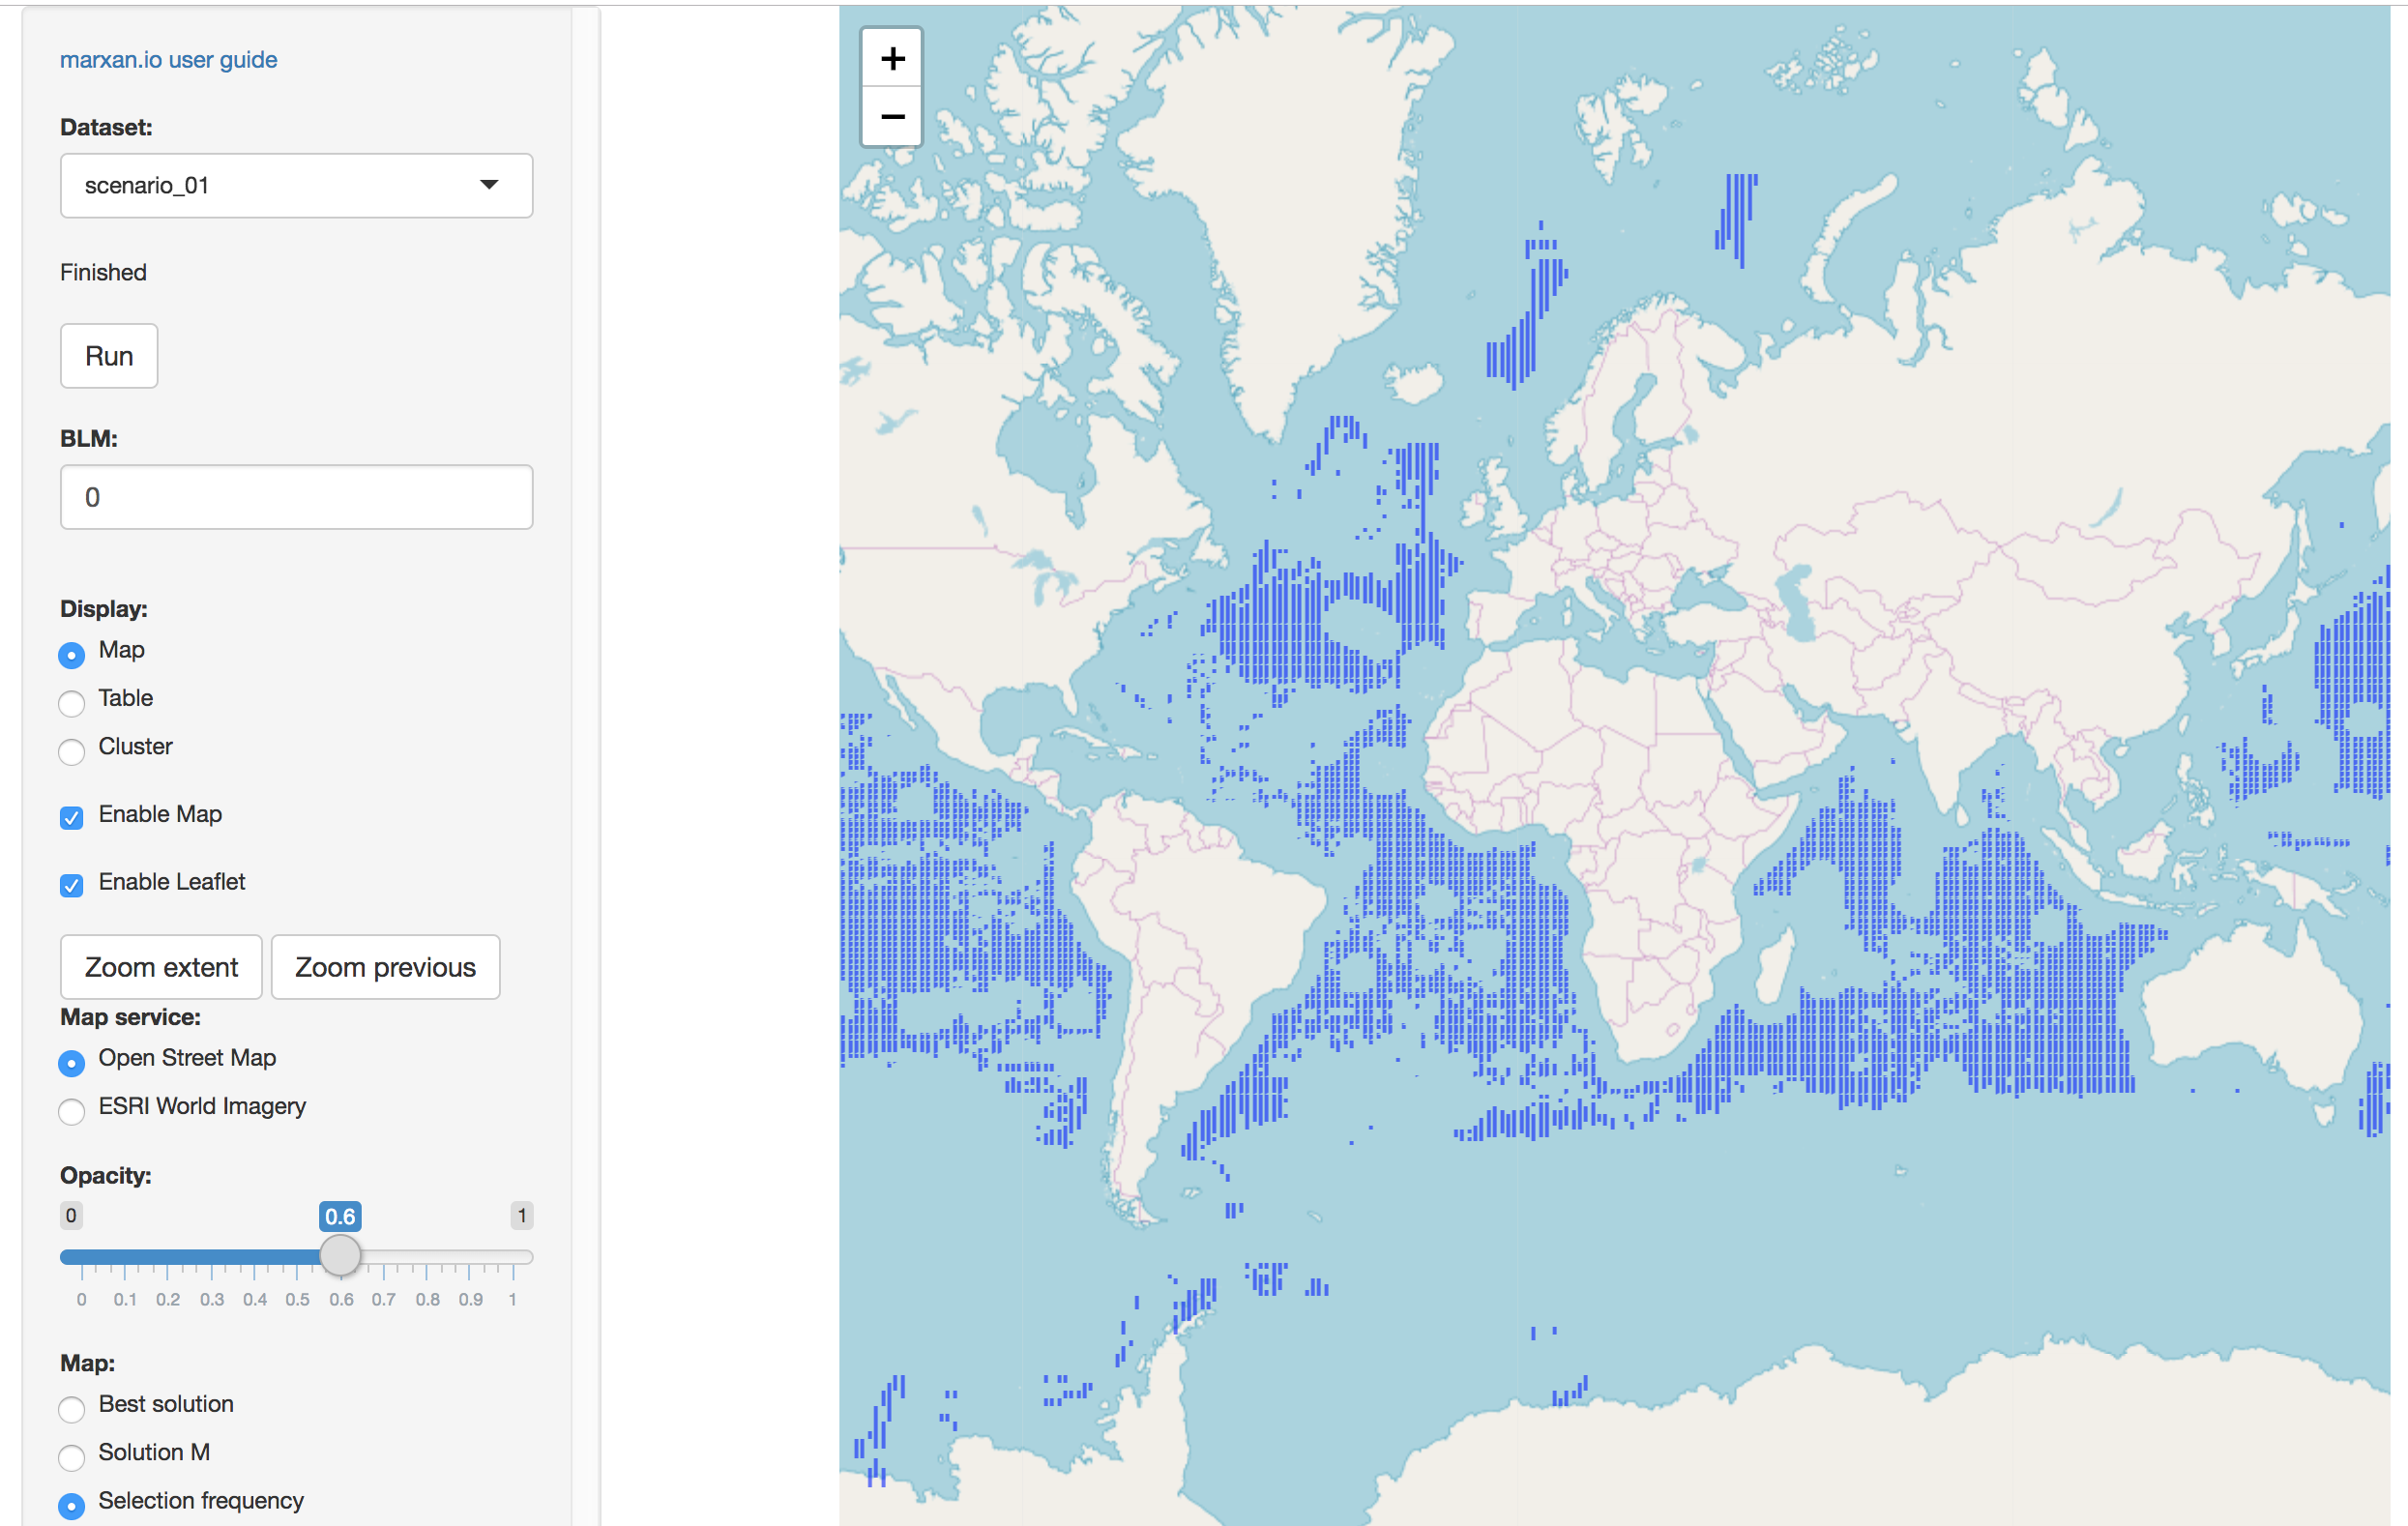 marxan.io user guide
Dataset:
scenario_01
Finished
Run
BLM:
0
Display:
Map
Table
Cluster
Enable Map
Enable Leaflet
Zoom extent Zoom previous
Map service:
Open Street Map
ESRI World Imagery
Opacity:
0 0.6 1
0 0.1 0.2 0.3 0.4 0.5 0.6 0.7 0.8 0.9 1
Map:
Best solution
Solution M
Selection frequency
+
−